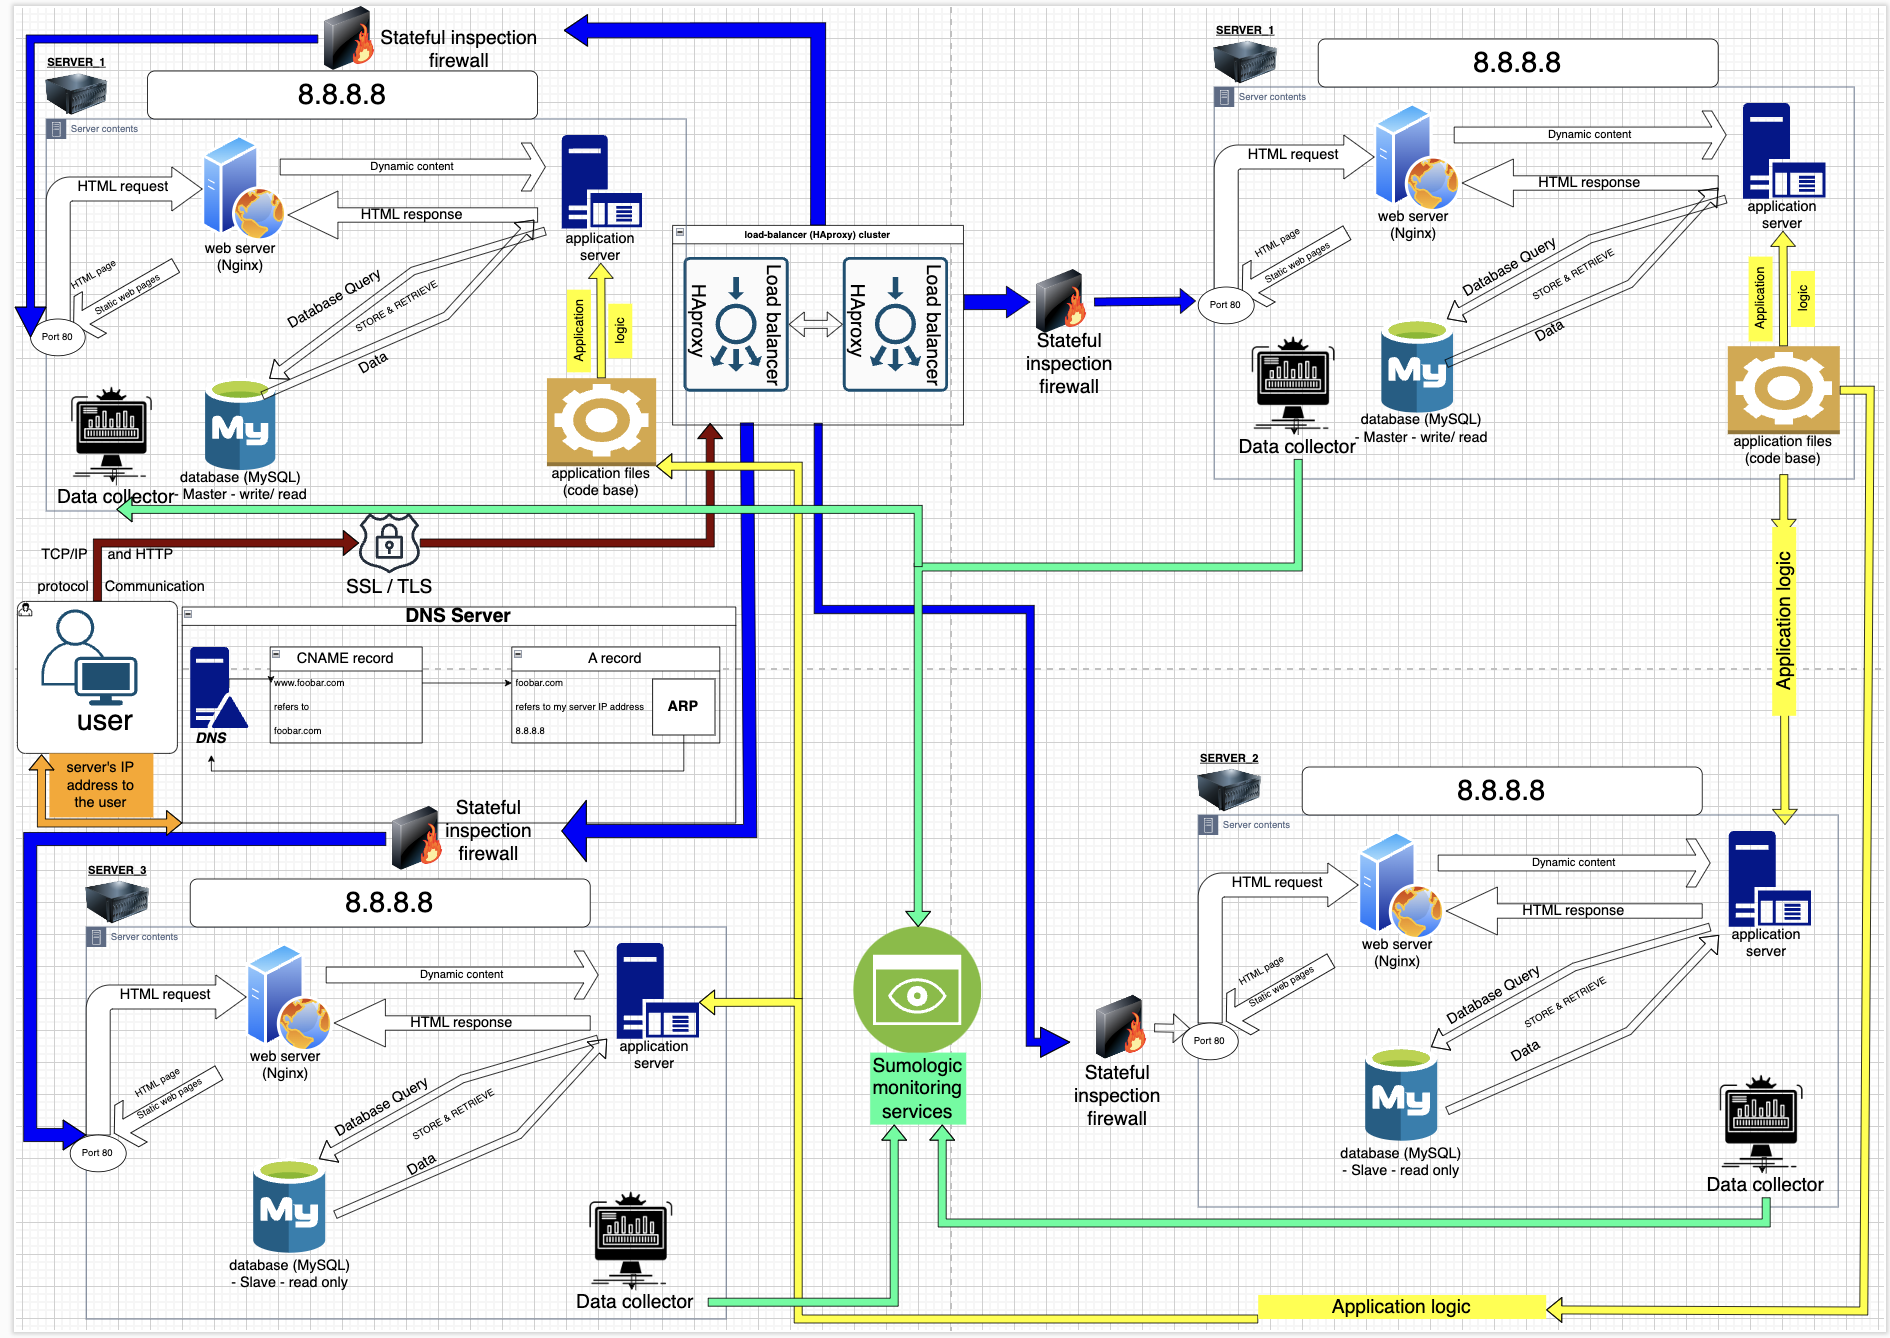 Stateful inspection
firewall
SERVER_1
8.8.8.8
Server contents
HTML request
Dynamic content
HTML response
web server
(Nginx)
application
server
HTML page
Static web pages
Port 80
Database Query
STORE & RETRIEVE
Data
Application
logic
My
database (MySQL)
- Master - write/ read
Data collector
application files
(code base)
load-balancer (HAproxy) cluster
Load balancer
HAproxy
Load balancer
HAproxy
Stateful
inspection
firewall
SERVER_1
8.8.8.8
Server contents
HTML request
Dynamic content
HTML response
web server
(Nginx)
application
server
HTML page
Static web pages
Port 80
Database Query
STORE & RETRIEVE
Data
Application
logic
My
database (MySQL)
- Master - write/ read
Data collector
application files
(code base)
TCP/IP
and HTTP
protocol
Communication
SSL / TLS
user
server's IP
address to
the user
DNS Server
DNS
CNAME record
www.foobar.com
refers to
foobar.com
A record
foobar.com
refers to my server IP address
8.8.8.8
ARP
Application logic
Stateful
inspection
firewall
SERVER_3
8.8.8.8
Server contents
HTML request
Dynamic content
HTML response
web server
(Nginx)
application
server
HTML page
Static web pages
Port 80
Database Query
STORE & RETRIEVE
Data
My
database (MySQL)
- Slave - read only
Data collector
Sumologic
monitoring
services
Stateful
inspection
firewall
SERVER_2
8.8.8.8
Server contents
HTML request
Dynamic content
HTML response
web server
(Nginx)
application
server
HTML page
Static web pages
Port 80
Database Query
STORE & RETRIEVE
Data
My
database (MySQL)
- Slave - read only
Data collector
Application logic